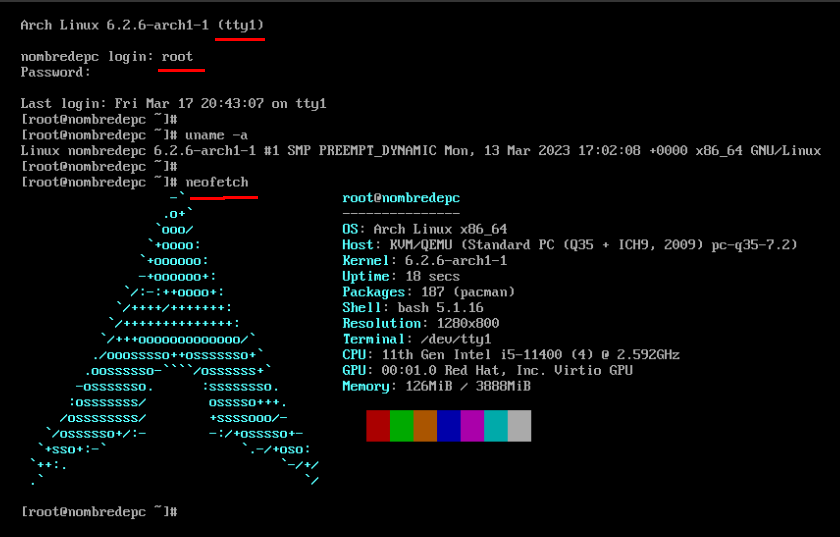 Arch Linux 6.2.6-arch1-1 (tty1)
nombredepc login: root
Password:
Last login: Fri Mar 17 20:43:07 on tty1
[root@nombredepc ~]#
[root@nombredepc ~]# uname -a
Linux nombredepc 6.2.6-arch1-1 #1 SMP PREEMPT_DYNAMIC Mon, 13 Mar 2023 17:02:08 +0000 x86_64 GNU/Linux
[root@nombredepc ~]#
[root@nombredepc ~]# neofetch
root@nombredepc
---------------
OS: Arch Linux x86_64
Host: KVM/QEMU (Standard PC (Q35 + ICH9, 2009) pc-q35-7.2)
Kernel: 6.2.6-arch1-1
Uptime: 18 secs
Packages: 187 (pacman)
Shell: bash 5.1.16
Resolution: 1280x800
Terminal: /dev/tty1
CPU: 11th Gen Intel i5-11400 (4) @ 2.592GHz
GPU: 00:01.0 Red Hat, Inc. Virtio GPU
Memory: 126MiB / 3888MiB
[root@nombredepc ~]#